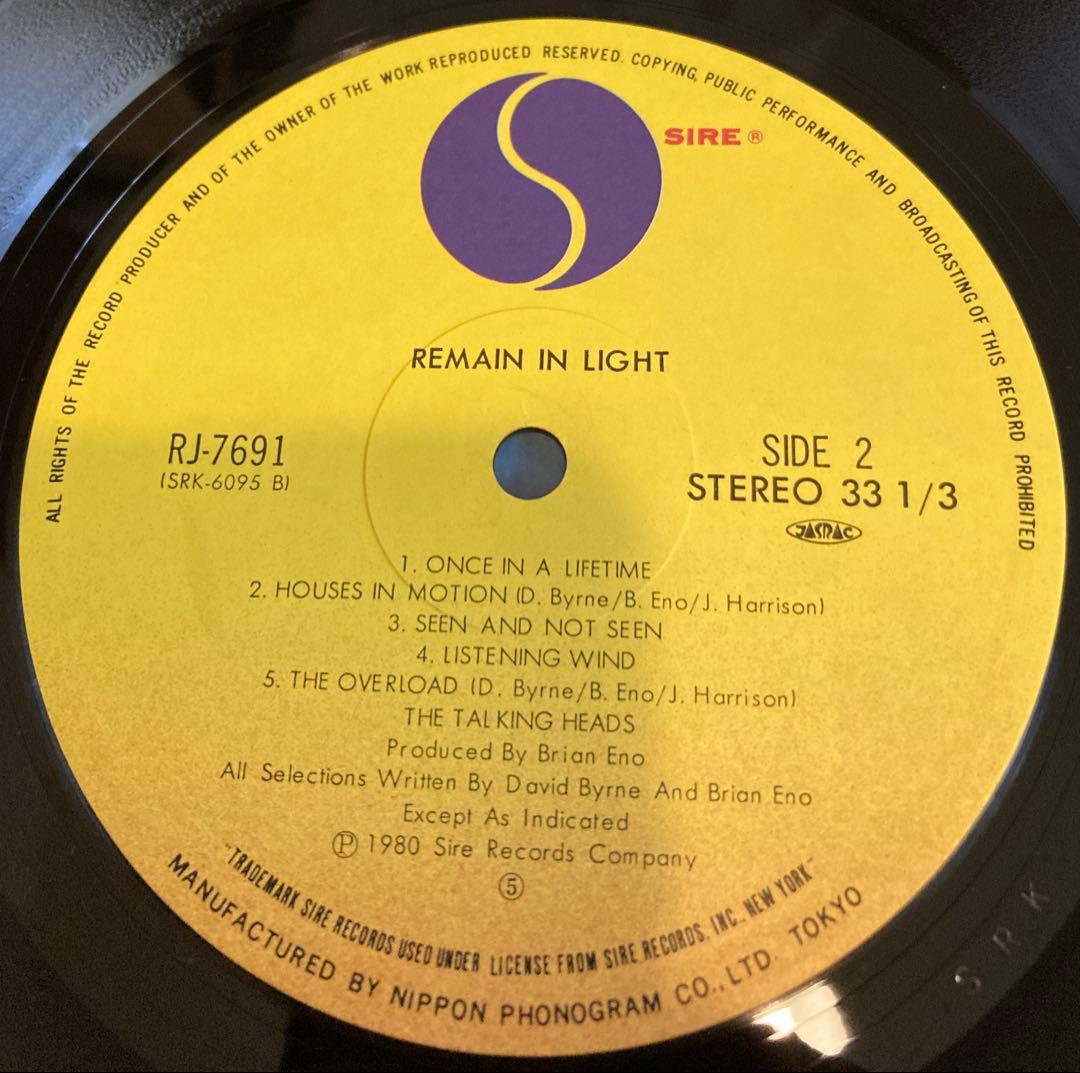 ALL RIGHTS OF THE RECORD PRODUCER AND OF THE OWNER OF THE WORK REPRODUCED RESERVED. COPYING, PUBLIC PERFORMANCE AND BROADCASTING OF THIS RECORD PROHIBITED
SIRE ®
REMAIN IN LIGHT
RJ-7691
(SRK-6095 B)
SIDE 2
STEREO 33 1/3
JASRAC
1. ONCE IN A LIFETIME
2. HOUSES IN MOTION (D. Byrne/B. Eno/J. Harrison)
3. SEEN AND NOT SEEN
4. LISTENING WIND
5. THE OVERLOAD (D. Byrne/B. Eno/J. Harrison)
THE TALKING HEADS
Produced By Brian Eno
All Selections Written By David Byrne And Brian Eno
Except As Indicated
Ⓟ 1980 Sire Records Company
⑤
"TRADEMARK SIRE RECORDS USED UNDER LICENSE FROM SIRE RECORDS, INC., NEW YORK"
MANUFACTURED BY NIPPON PHONOGRAM CO., LTD. TOKYO
S R K